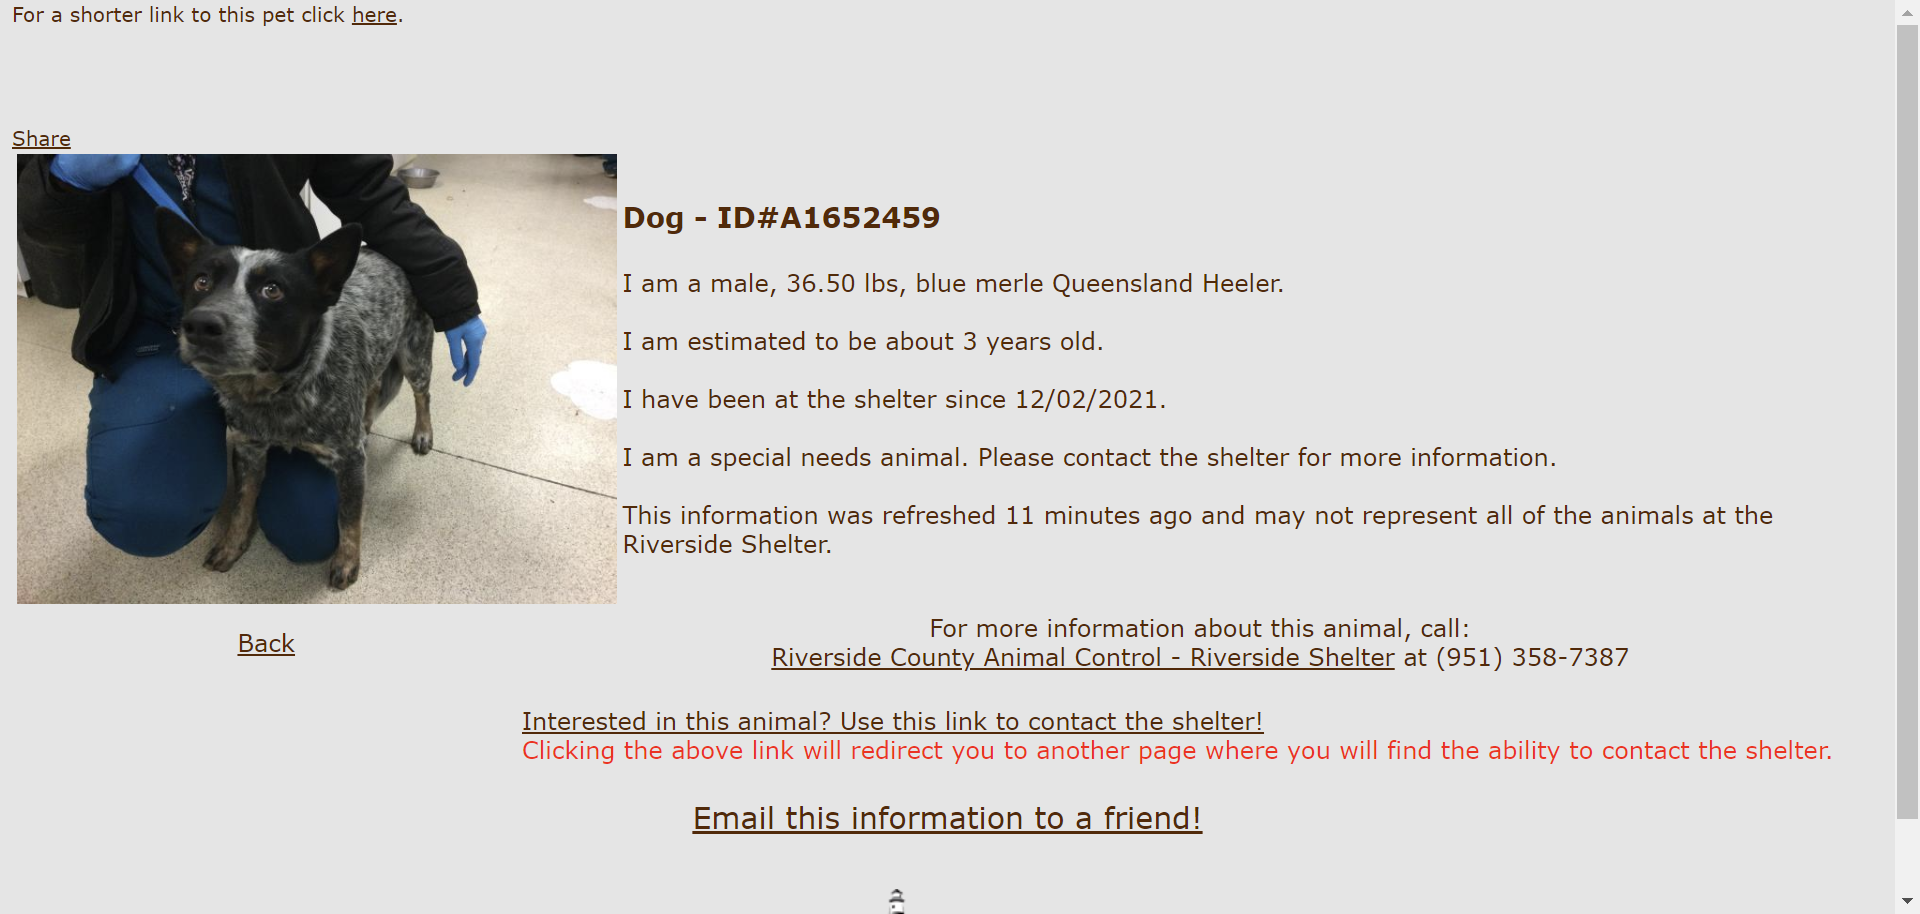 For a shorter link to this pet click here.
Share
Dog - ID#A1652459
I am a male, 36.50 lbs, blue merle Queensland Heeler.
I am estimated to be about 3 years old.
I have been at the shelter since 12/02/2021.
I am a special needs animal. Please contact the shelter for more information.
This information was refreshed 11 minutes ago and may not represent all of the animals at the
Riverside Shelter.
Back
For more information about this animal, call:
Riverside County Animal Control - Riverside Shelter at (951) 358-7387
Interested in this animal? Use this link to contact the shelter!
Clicking the above link will redirect you to another page where you will find the ability to contact the shelter.
Email this information to a friend!